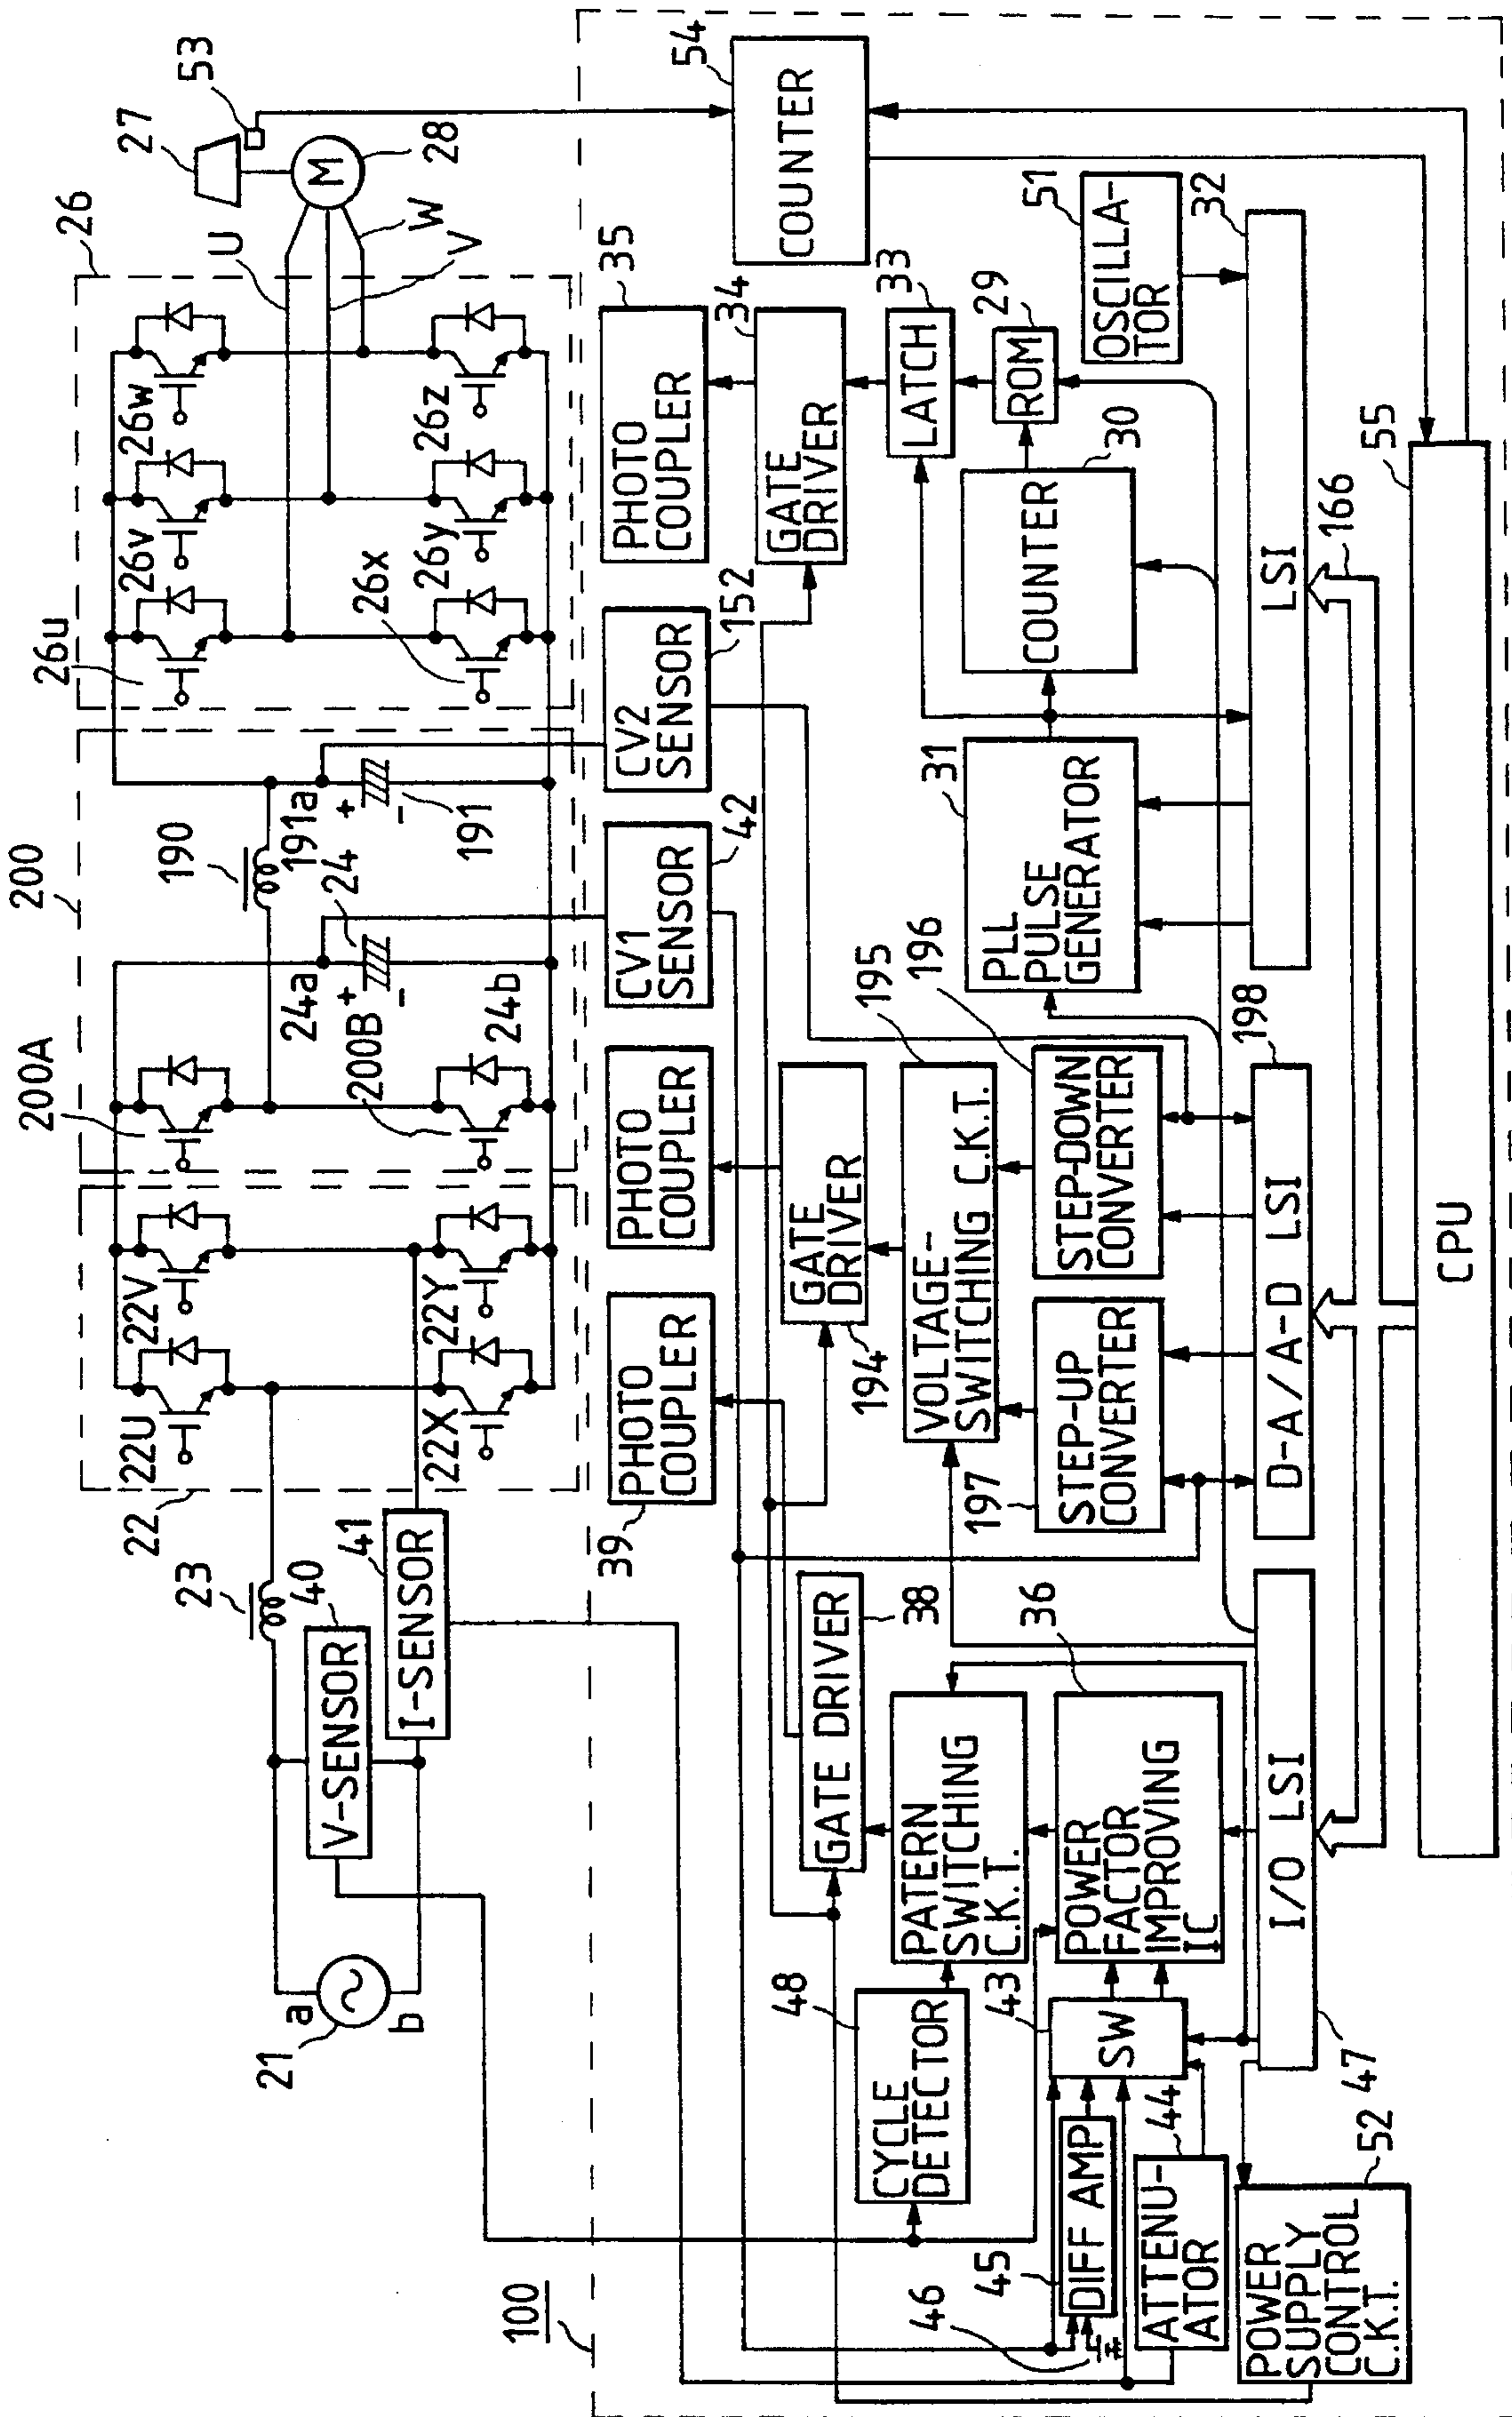 100
21
a
b
23
V-SENSOR
40
I-SENSOR
41
22
22U
22V
22X
22Y
200
200A
200B
24a
24
24b
+
-
190
191a
191
+
-
26
26u
26v
26w
26x
26y
26z
U
V
W
27
53
M
28
PHOTO
COUPLER
39
PHOTO
COUPLER
CV1
SENSOR
42
CV2
SENSOR
152
PHOTO
COUPLER
35
COUNTER
54
GATE DRIVER
38
GATE
DRIVER
194
GATE
DRIVER
34
CYCLE
DETECTOR
48
PATERN
SWITCHING
C.K.T.
VOLTAGE-
SWITCHING C.K.T.
195
LATCH
33
DIFF AMP
45
46
SW
43
ATTENU-
ATOR
44
POWER
FACTOR
IMPROVING
IC
36
STEP-UP
CONVERTER
197
STEP-DOWN
CONVERTER
196
PLL
PULSE
GENERATOR
31
COUNTER
30
ROM
29
OSCILLA-
TOR
51
POWER
SUPPLY
CONTROL
C.K.T.
52
I/O LSI
47
D-A/A-D LSI
198
LSI
32
166
CPU
55